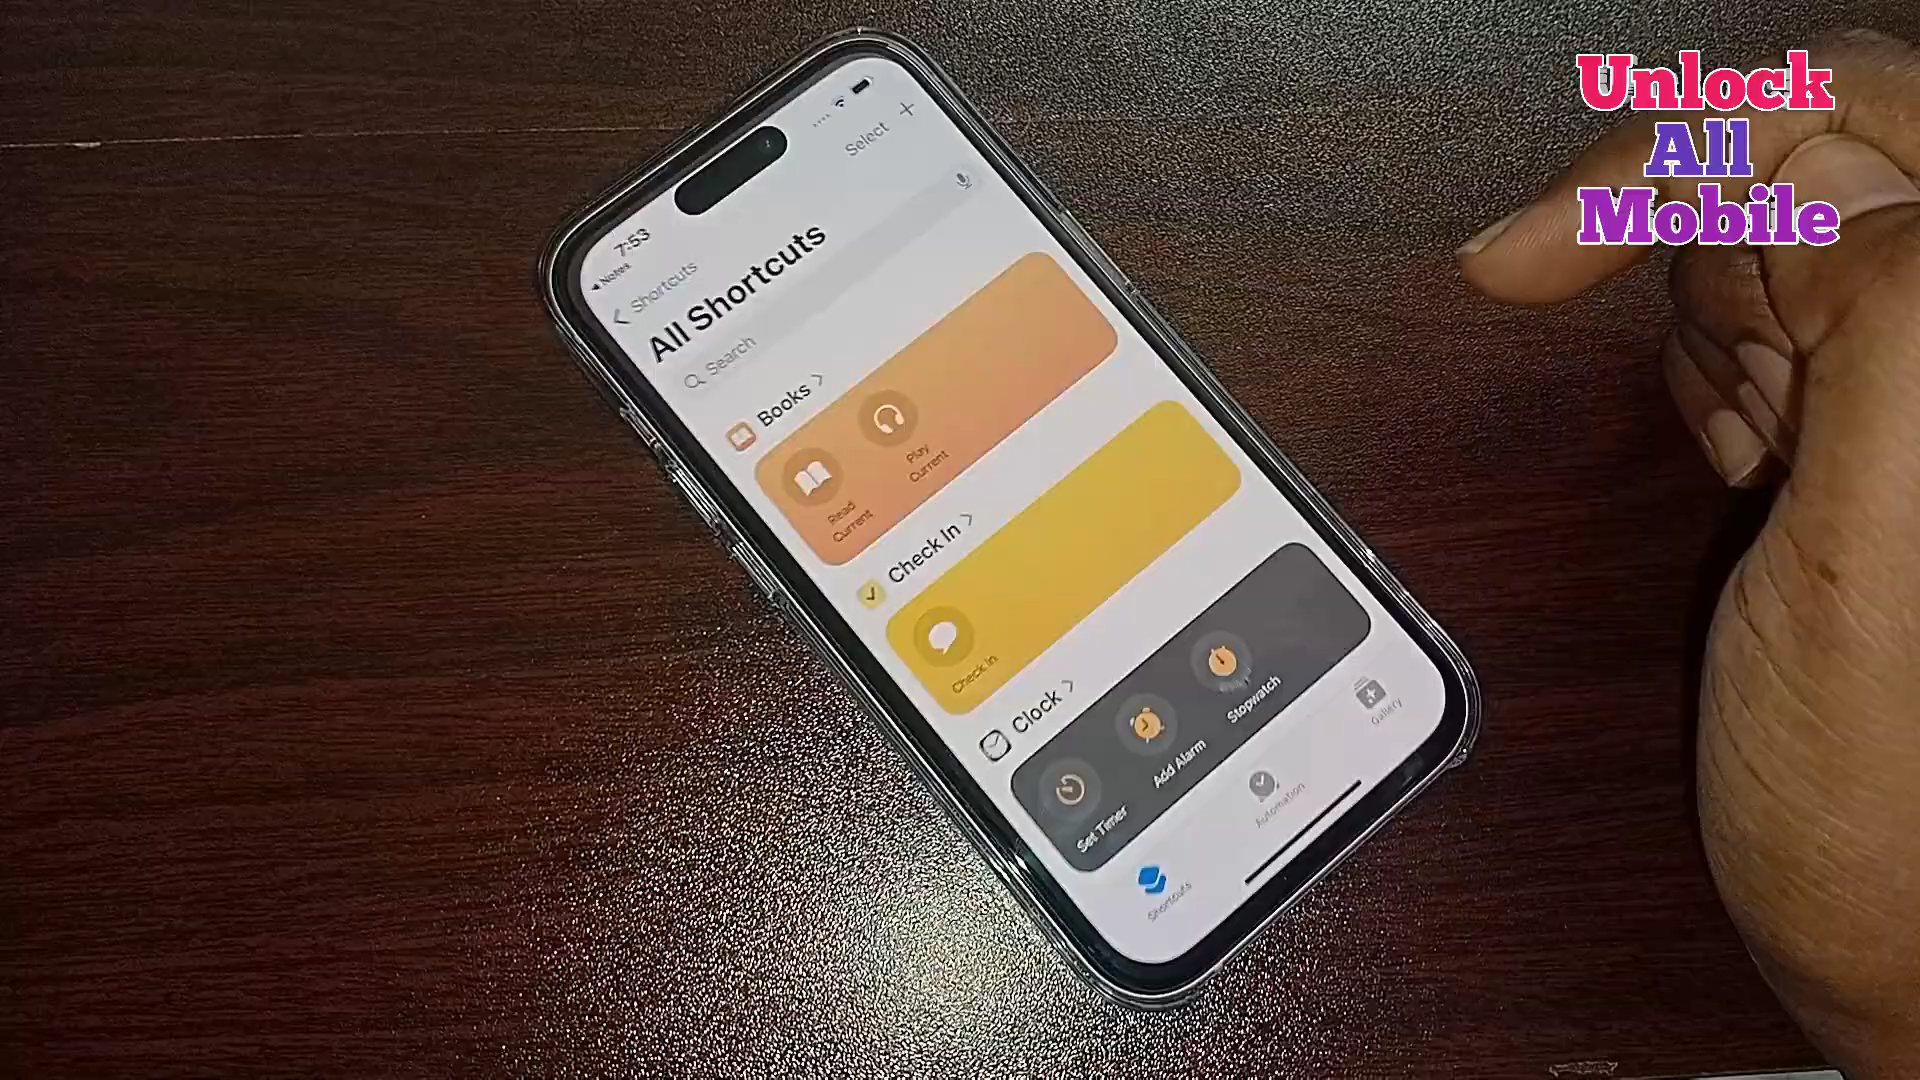 Unlock
All
Mobile
7:53
Notes
Shortcuts
Select
All Shortcuts
Search
Books
Read
Current
Play
Current
Check In
Check In
Clock
Set Timer
Add Alarm
Stopwatch
Shortcuts
Automation
Gallery